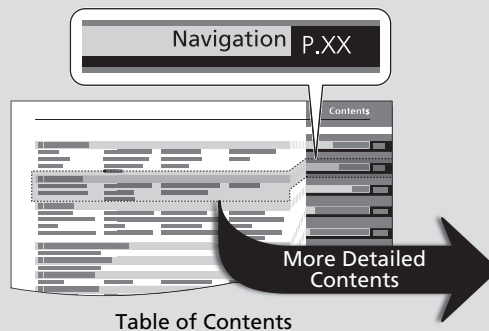 Navigation P.XX
Contents
More Detailed
Contents
Table of Contents